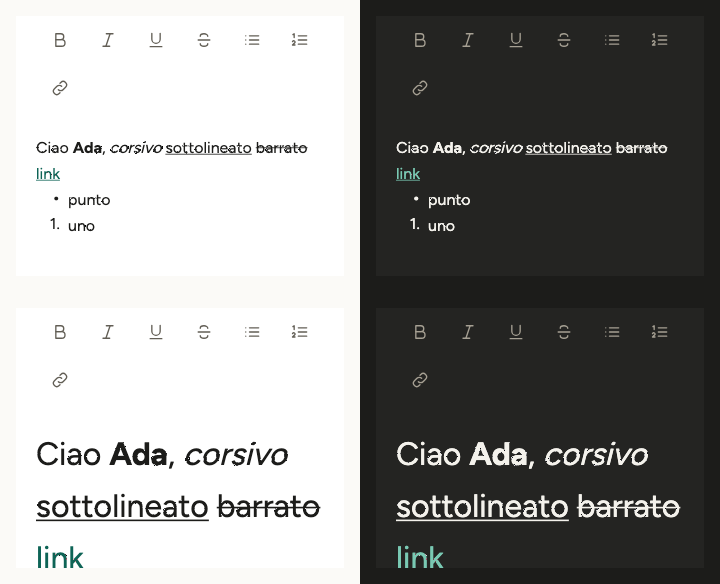 B I U S
Ciao Ada, corsivo sottolineato barrato
link
• punto
1. uno
B I U S
Ciao Ada, corsivo sottolineato barrato
link
• punto
1. uno
B I U S
Ciao Ada, corsivo
sottolineato barrato
link
B I U S
Ciao Ada, corsivo
sottolineato barrato
link